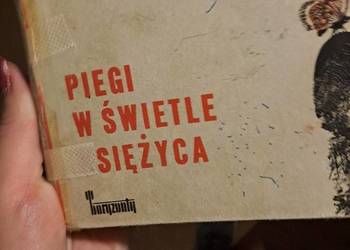 PIEGI
W ŚWIETLE
SIĘŻYCA
horyzonty